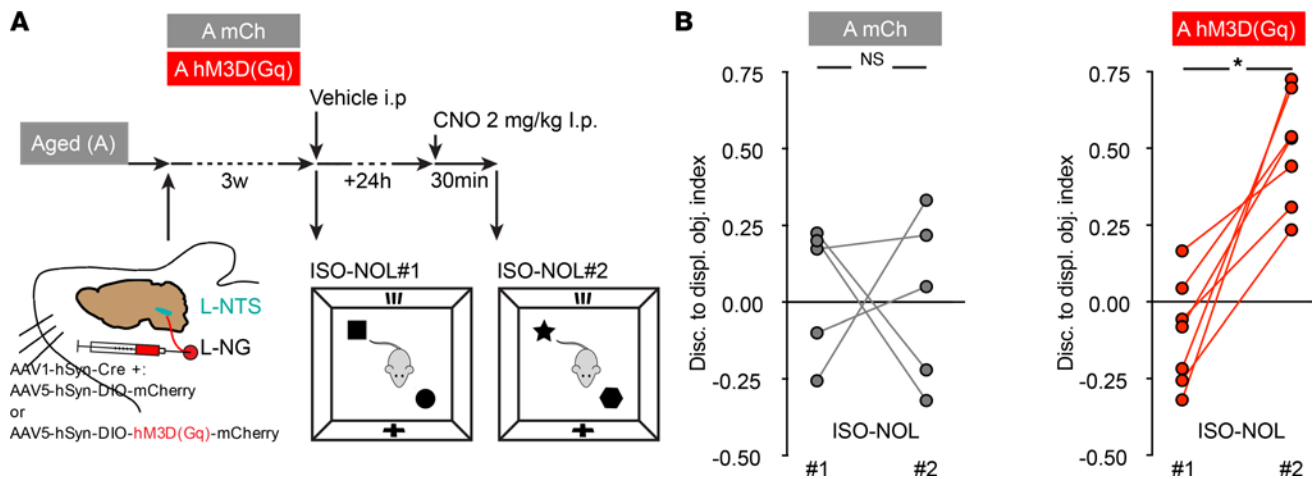 A
A mCh
A hM3D(Gq)
Vehicle i.p
CNO 2 mg/kg I.p.
Aged (A)
3w
+24h
30min
ISO-NOL#1
ISO-NOL#2
L-NTS
L-NG
AAV1-hSyn-Cre +:
AAV5-hSyn-DIO-mCherry
or
AAV5-hSyn-DIO-hM3D(Gq)-mCherry
B
A mCh
NS
Disc. to displ. obj. index
0.75
0.50
0.25
0.00
-0.25
-0.50
ISO-NOL
#1
#2
A hM3D(Gq)
*
Disc. to displ. obj. index
0.75
0.50
0.25
0.00
-0.25
-0.50
ISO-NOL
#1
#2